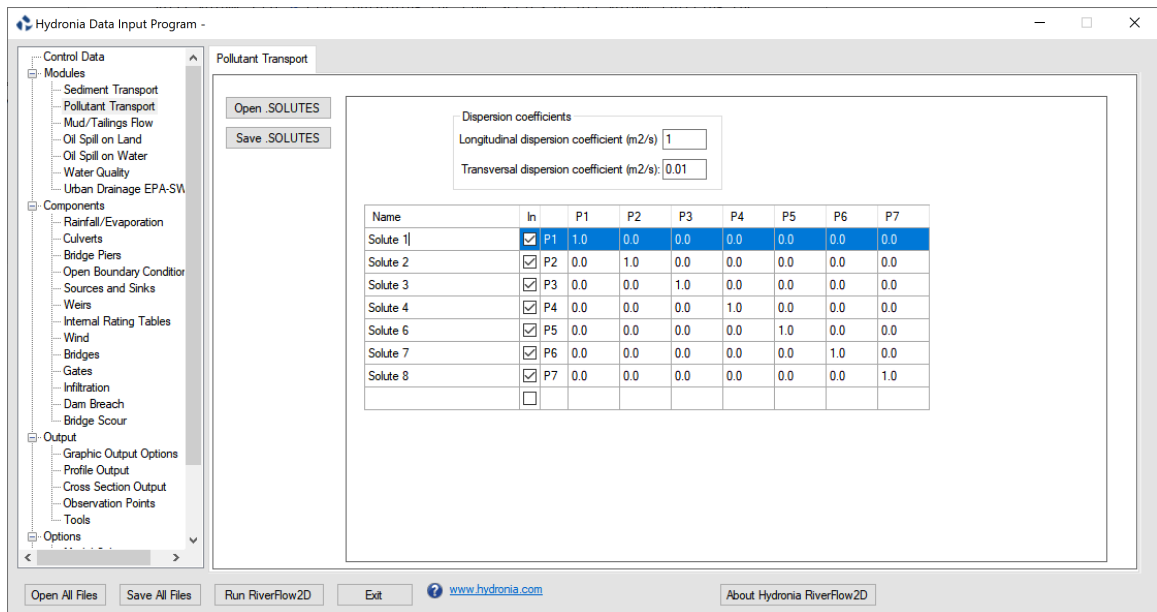 Hydronia Data Input Program -
Control Data
Modules
Sediment Transport
Pollutant Transport
Mud/Tailings Flow
Oil Spill on Land
Oil Spill on Water
Water Quality
Urban Drainage EPA-SW
Components
Rainfall/Evaporation
Culverts
Bridge Piers
Open Boundary Condition
Sources and Sinks
Weirs
Internal Rating Tables
Wind
Bridges
Gates
Infiltration
Dam Breach
Bridge Scour
Output
Graphic Output Options
Profile Output
Cross Section Output
Observation Points
Tools
Options
Pollutant Transport
Open .SOLUTES
Save .SOLUTES
Dispersion coefficients
Longitudinal dispersion coefficient (m2/s) 1
Transversal dispersion coefficient (m2/s): 0.01
Name In P1 P2 P3 P4 P5 P6 P7
Solute 1 P1 1.0 0.0 0.0 0.0 0.0 0.0 0.0
Solute 2 P2 0.0 1.0 0.0 0.0 0.0 0.0 0.0
Solute 3 P3 0.0 0.0 1.0 0.0 0.0 0.0 0.0
Solute 4 P4 0.0 0.0 0.0 1.0 0.0 0.0 0.0
Solute 6 P5 0.0 0.0 0.0 0.0 1.0 0.0 0.0
Solute 7 P6 0.0 0.0 0.0 0.0 0.0 1.0 0.0
Solute 8 P7 0.0 0.0 0.0 0.0 0.0 0.0 1.0
Open All Files Save All Files Run RiverFlow2D Exit ? www.hydronia.com About Hydronia RiverFlow2D